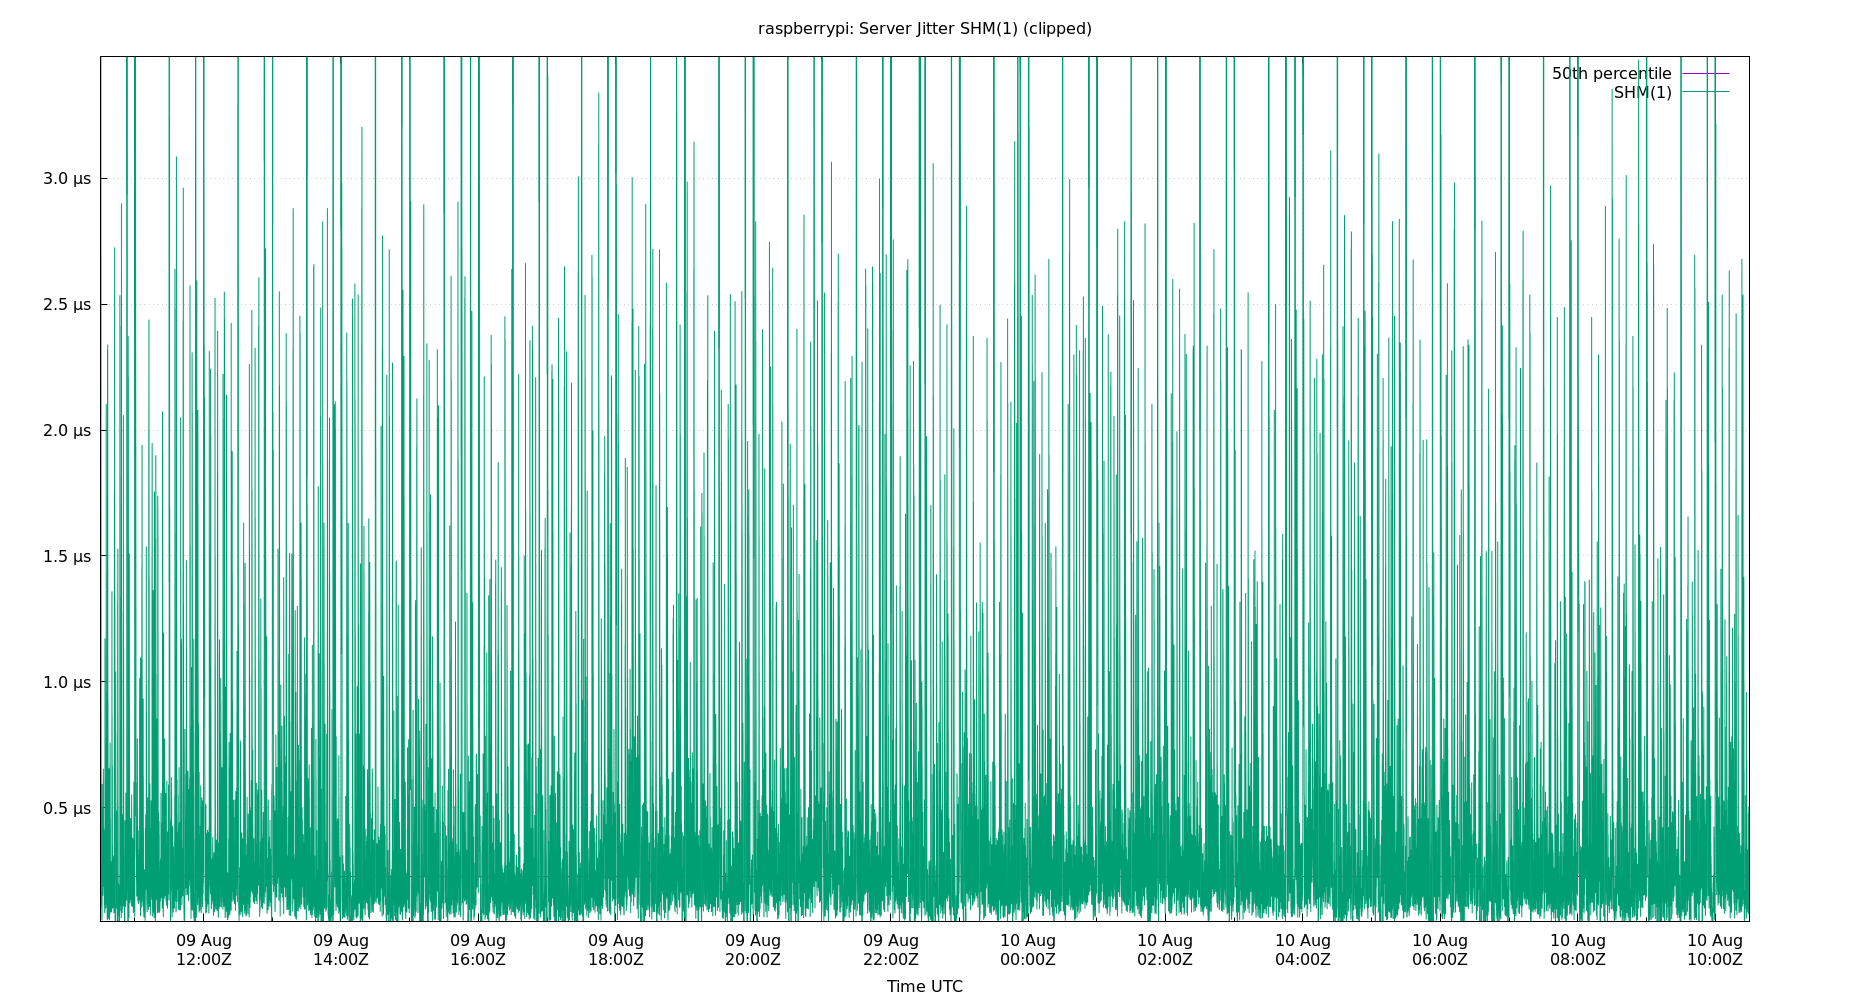 raspberrypi: Server Jitter SHM(1) (clipped)
50th percentile
SHM(1)
3.0 µs
2.5 µs
2.0 µs
1.5 µs
1.0 µs
0.5 µs
09 Aug 09 Aug 09 Aug 09 Aug 09 Aug 09 Aug 10 Aug 10 Aug 10 Aug 10 Aug 10 Aug 10 Aug
12:00Z 14:00Z 16:00Z 18:00Z 20:00Z 22:00Z 00:00Z 02:00Z 04:00Z 06:00Z 08:00Z 10:00Z
Time UTC